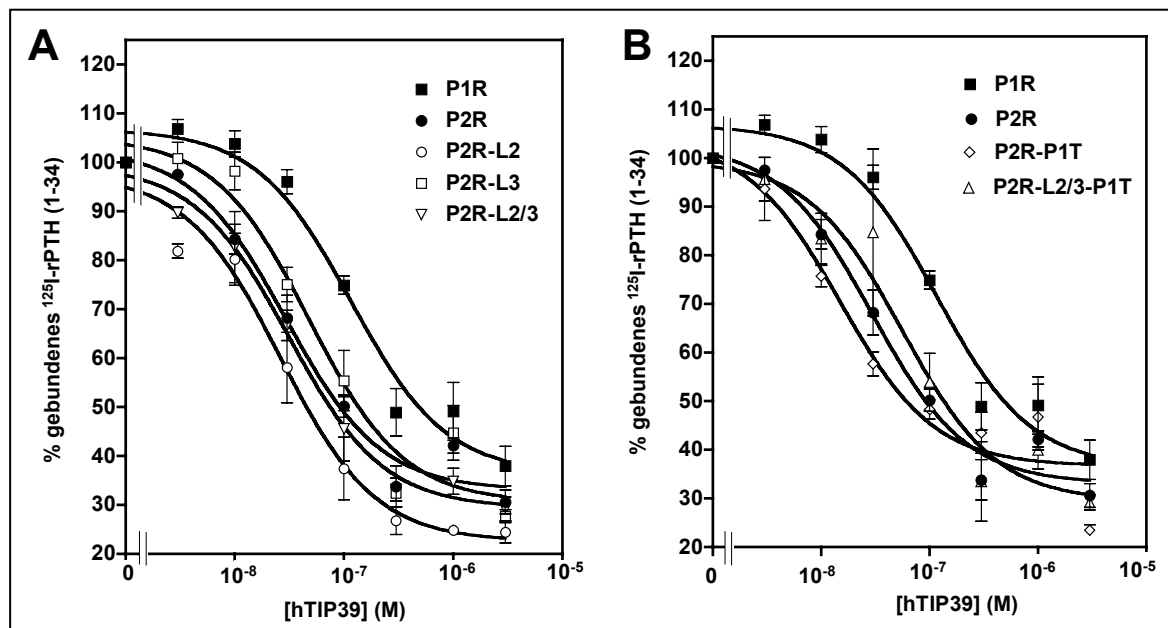 A
120
110
100
90
80
70
60
50
40
30
20
% gebundenes ¹²⁵I-rPTH (1-34)
P1R
P2R
P2R-L2
P2R-L3
P2R-L2/3
0
10⁻⁸
10⁻⁷
10⁻⁶
10⁻⁵
[hTIP39] (M)
B
120
110
100
90
80
70
60
50
40
30
20
% gebundenes ¹²⁵I-rPTH (1-34)
P1R
P2R
P2R-P1T
P2R-L2/3-P1T
0
10⁻⁸
10⁻⁷
10⁻⁶
10⁻⁵
[hTIP39] (M)